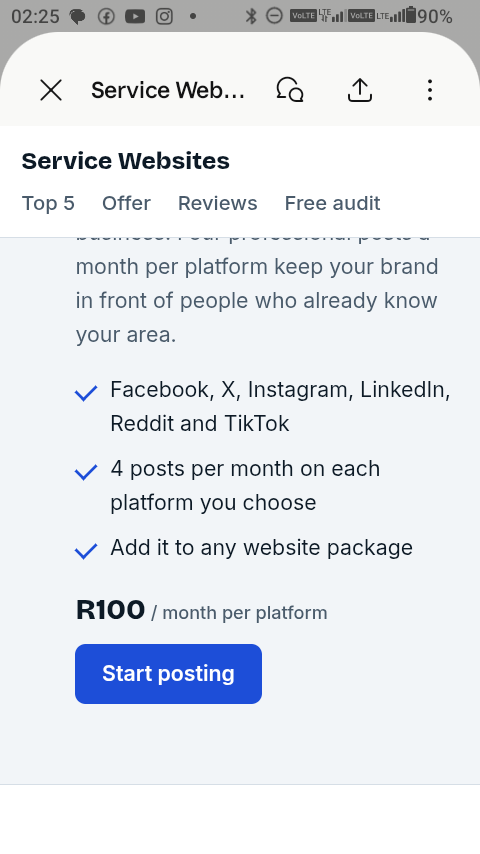 02:25
VoLTE LTE VoLTE LTE 90%
Service Web...
Service Websites
Top 5 Offer Reviews Free audit
month per platform keep your brand
in front of people who already know
your area.
Facebook, X, Instagram, LinkedIn,
Reddit and TikTok
4 posts per month on each
platform you choose
Add it to any website package
R100 / month per platform
Start posting